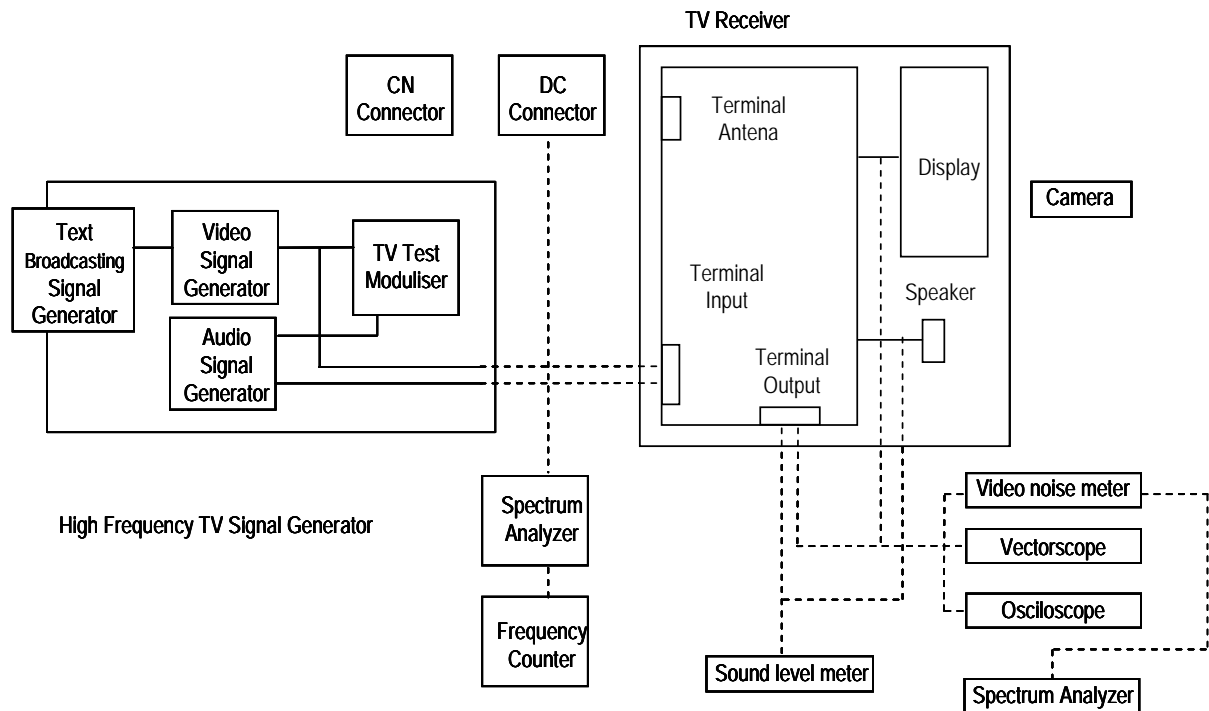 TV Receiver
CN
Connector
DC
Connector
Terminal
Antena
Display
Camera
Text
Broadcasting
Signal
Generator
Video
Signal
Generator
TV Test
Moduliser
Terminal
Input
Speaker
Audio
Signal
Generator
Terminal
Output
High Frequency TV Signal Generator
Spectrum
Analyzer
Video noise meter
Vectorscope
Osciloscope
Frequency
Counter
Sound level meter
Spectrum Analyzer